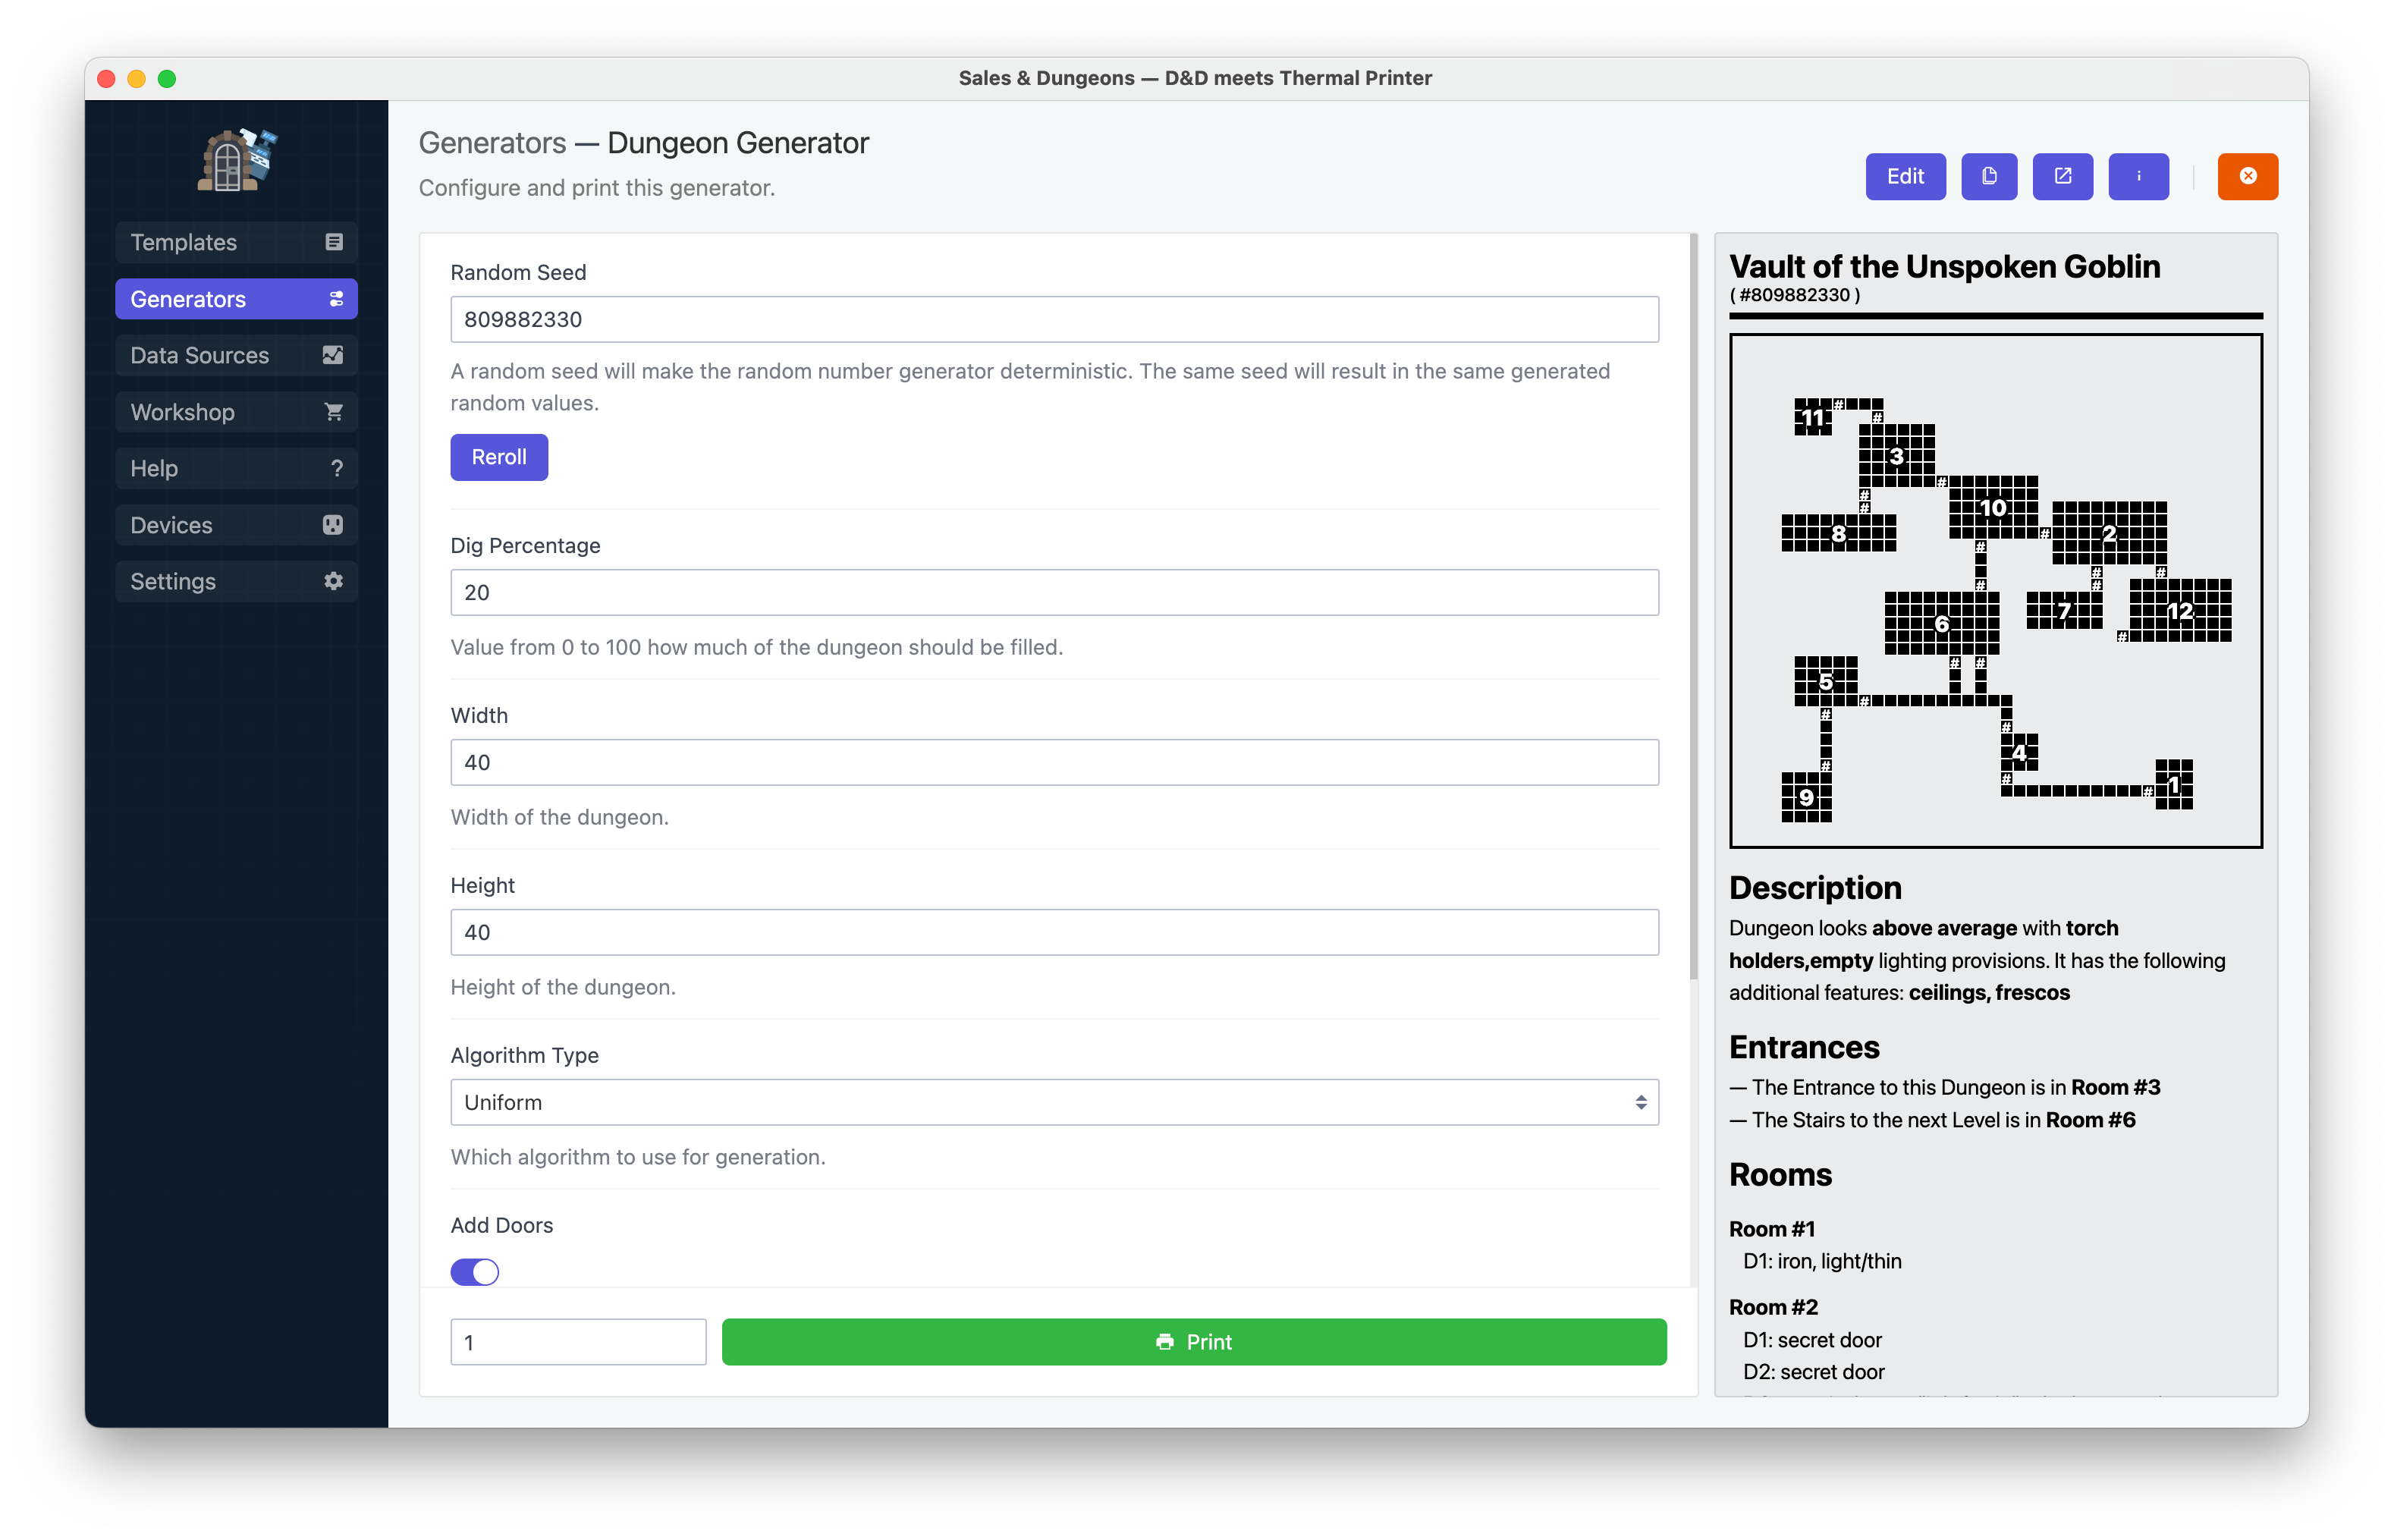 Sales & Dungeons — D&D meets Thermal Printer
Templates
Generators
Data Sources
Workshop
Help
?
Devices
Settings
Generators — Dungeon Generator
Configure and print this generator.
Edit
i
Random Seed
809882330
A random seed will make the random number generator deterministic. The same seed will result in the same generated
random values.
Reroll
Dig Percentage
20
Value from 0 to 100 how much of the dungeon should be filled.
Width
40
Width of the dungeon.
Height
40
Height of the dungeon.
Algorithm Type
Uniform
Which algorithm to use for generation.
Add Doors
1
Print
Vault of the Unspoken Goblin
( #809882330 )
11 #
#
3
#
#
10
#
8
2
#
#
#
#
#
#
7
12
6
#
# #
5
#
#
#
4
#
#
1
#
9
Description
Dungeon looks above average with torch
holders,empty lighting provisions. It has the following
additional features: ceilings, frescos
Entrances
— The Entrance to this Dungeon is in Room #3
— The Stairs to the next Level is in Room #6
Rooms
Room #1
D1: iron, light/thin
Room #2
D1: secret door
D2: secret door